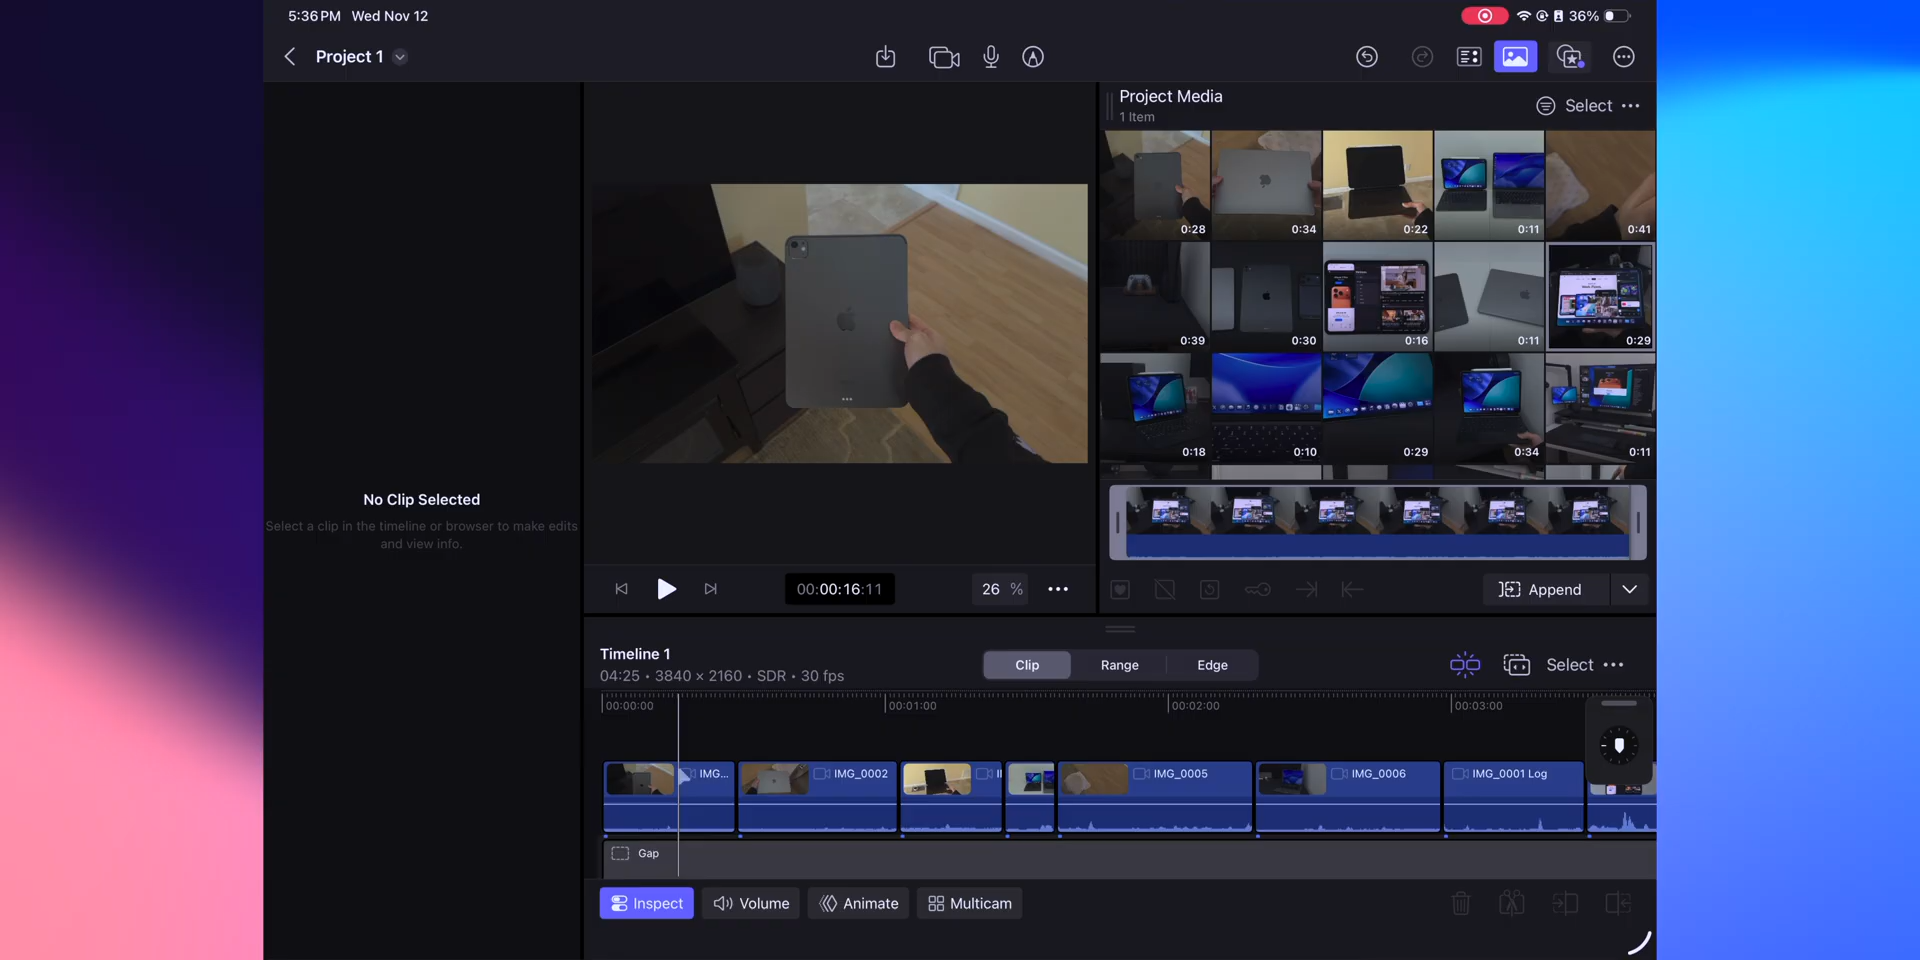 5:36 PM Wed Nov 12
36%
Project 1
Project Media
1 Item
Select
0:28
0:34
0:22
0:11
0:41
0:39
0:30
0:16
0:11
0:29
0:18
0:10
0:29
0:34
0:11
No Clip Selected
Select a clip in the timeline or browser to make edits
and view info.
00:00:16:11
26 %
Append
Timeline 1
04:25 • 3840 × 2160 • SDR • 30 fps
Clip
Range
Edge
Select
00:00:00
00:01:00
00:02:00
00:03:00
IMG...
IMG_0002
IMG_0005
IMG_0006
IMG_0001 Log
Gap
Inspect
Volume
Animate
Multicam